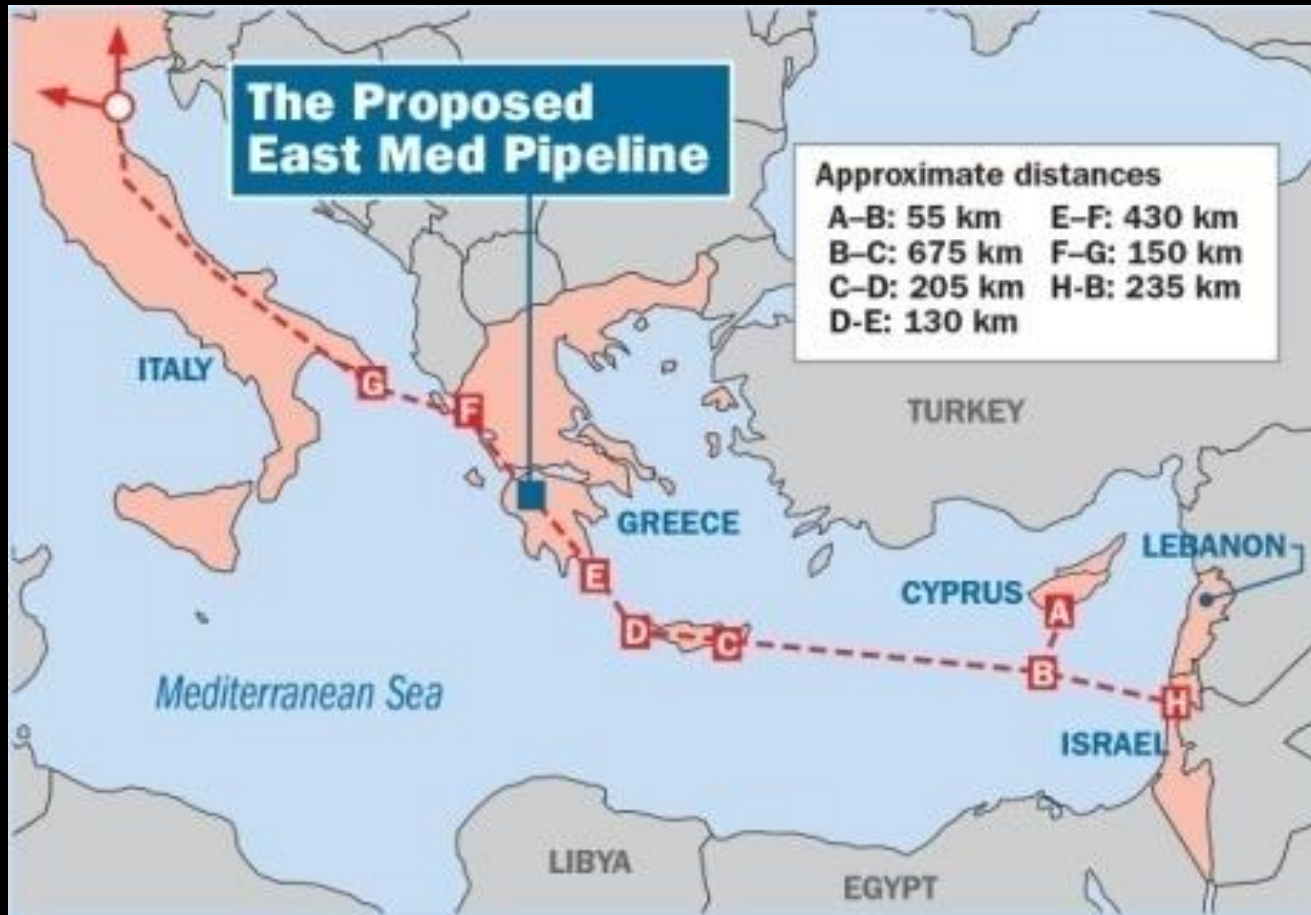 The Proposed
East Med Pipeline
Approximate distances
A–B: 55 km E–F: 430 km
B–C: 675 km F–G: 150 km
C–D: 205 km H-B: 235 km
D-E: 130 km
ITALY
G
F
TURKEY
GREECE
LEBANON
E
CYPRUS
A
D
C
B
Mediterranean Sea
H
ISRAEL
LIBYA
EGYPT